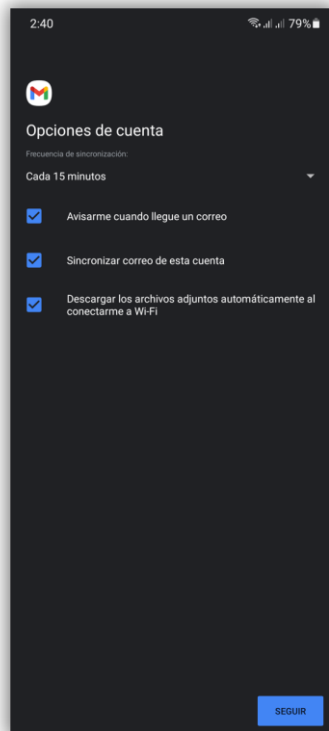 2:40
79%
Opciones de cuenta
Frecuencia de sincronización:
Cada 15 minutos
Avisarme cuando llegue un correo
Sincronizar correo de esta cuenta
Descargar los archivos adjuntos automáticamente al
conectarme a Wi-Fi
SEGUIR